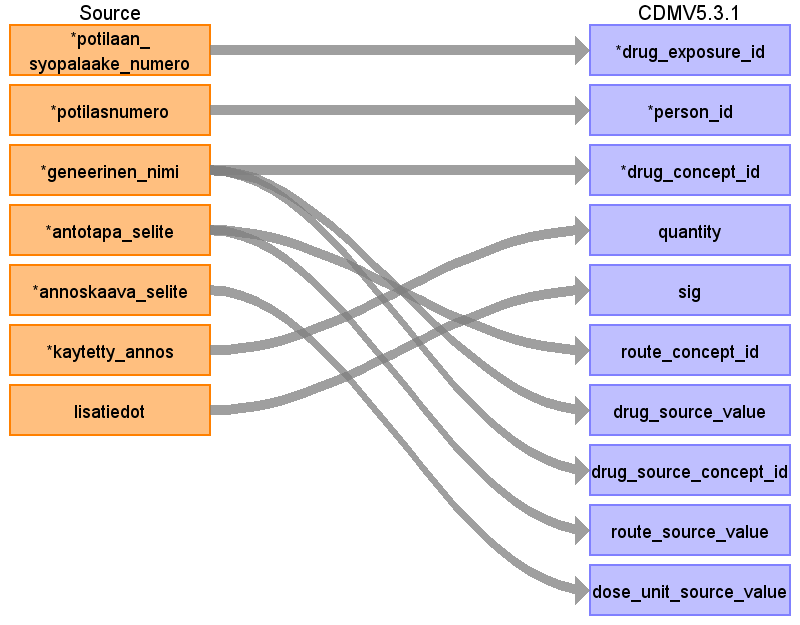 Source
CDMV5.3.1
*potilaan_
syopalaake_numero
*drug_exposure_id
*potilasnumero
*person_id
*geneerinen_nimi
*drug_concept_id
*antotapa_selite
quantity
*annoskaava_selite
sig
*kaytetty_annos
route_concept_id
lisatiedot
drug_source_value
drug_source_concept_id
route_source_value
dose_unit_source_value